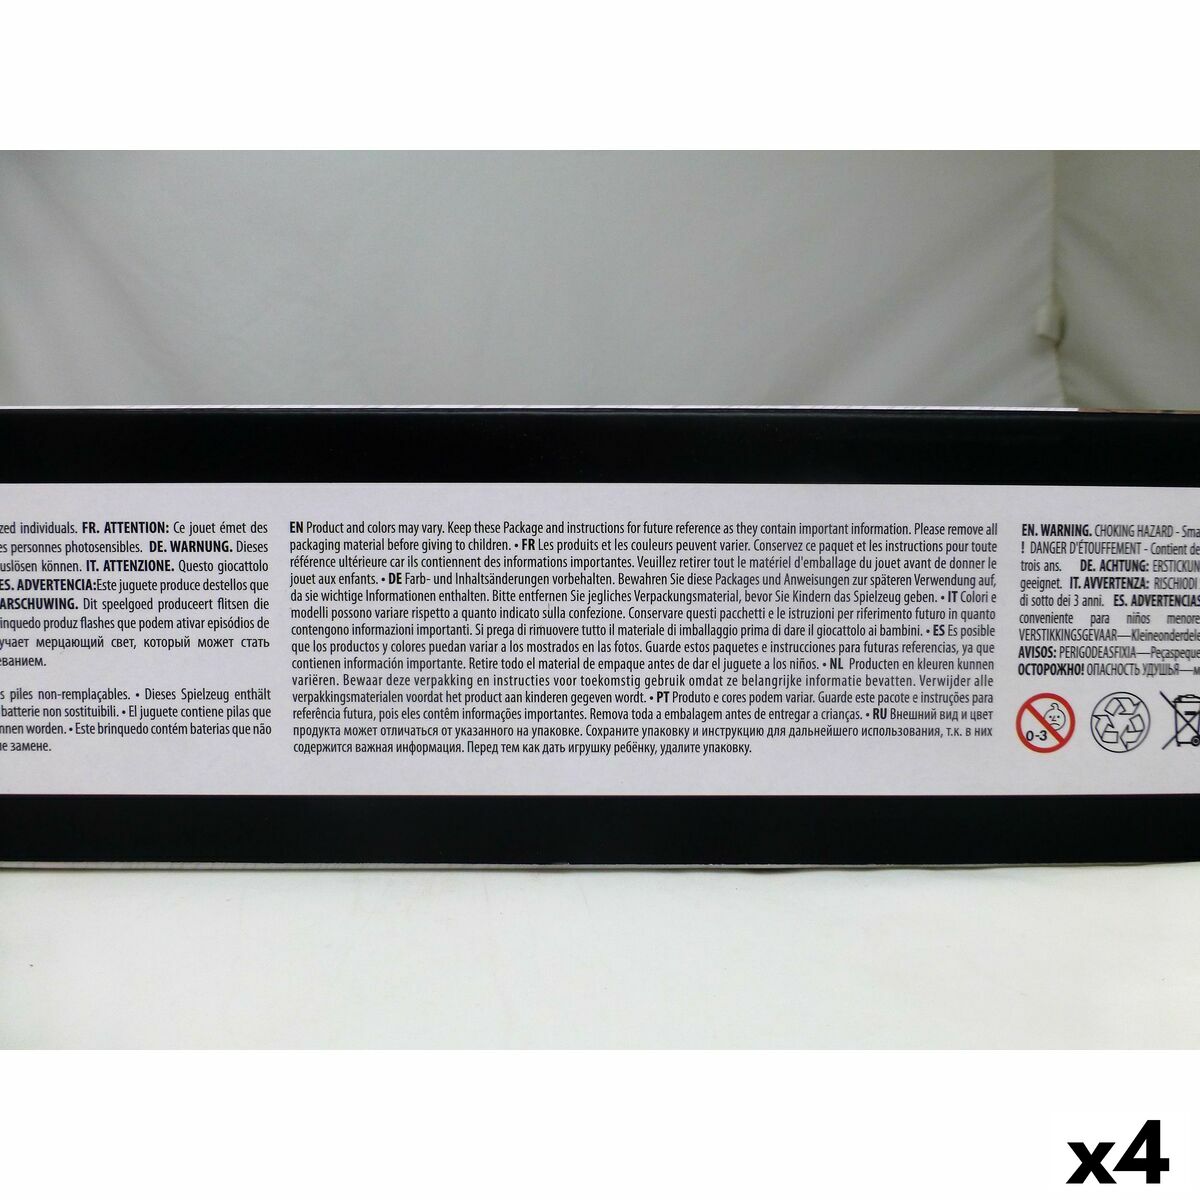 zed individuals. FR. ATTENTION: Ce jouet émet des
es personnes photosensibles. DE. WARNUNG. Dieses
uslösen können. IT. ATTENZIONE. Questo giocattolo
ES. ADVERTENCIA:Este juguete produce destellos que
ARSCHUWING. Dit speelgoed produceert flitsen die
inquedo produz flashes que podem ativar episódios de
учает мерцающий свет, который может стать
еванием.
s piles non-remplaçables. • Dieses Spielzeug enthält
batterie non sostituibili. • El juguete contiene pilas que
nnen worden. • Este brinquedo contém baterias que não
е замене.
EN Product and colors may vary. Keep these Package and instructions for future reference as they contain important information. Please remove all
packaging material before giving to children. • FR Les produits et les couleurs peuvent varier. Conservez ce paquet et les instructions pour toute
référence ultérieure car ils contiennent des informations importantes. Veuillez retirer tout le matériel d'emballage du jouet avant de donner le
jouet aux enfants. • DE Farb- und Inhaltsänderungen vorbehalten. Bewahren Sie diese Packages und Anweisungen zur späteren Verwendung auf,
da sie wichtige Informationen enthalten. Bitte entfernen Sie jegliches Verpackungsmaterial, bevor Sie Kindern das Spielzeug geben. • IT Colori e
modelli possono variare rispetto a quanto indicato sulla confezione. Conservare questi pacchetti e le istruzioni per riferimento futuro in quanto
contengono informazioni importanti. Si prega di rimuovere tutto il materiale di imballaggio prima di dare il giocattolo ai bambini. • ES Es posible
que los productos y colores puedan variar a los mostrados en las fotos. Guarde estos paquetes e instrucciones para futuras referencias, ya que
contienen información importante. Retire todo el material de empaque antes de dar el juguete a los niños. • NL Producten en kleuren kunnen
variëren. Bewaar deze verpakking en instructies voor toekomstig gebruik omdat ze belangrijke informatie bevatten. Verwijder alle
verpakkingsmaterialen voordat het product aan kinderen gegeven wordt. • PT Produto e cores podem variar. Guarde este pacote e instruções para
referência futura, pois eles contêm informações importantes. Remova toda a embalagem antes de entregar a crianças. • RU Внешний вид и цвет
продукта может отличаться от указанного на упаковке. Сохраните упаковку и инструкцию для дальнейшего использования, т.к. в них
содержится важная информация. Перед тем как дать игрушку ребёнку, удалите упаковку.
EN. WARNING. CHOKING HAZARD - Sma
! DANGER D'ÉTOUFFEMENT - Contient de
trois ans. DE. ACHTUNG: ERSTICKUN
geeignet. IT. AVVERTENZA: RISCHIODI
di sotto dei 3 anni. ES. ADVERTENCIAS
conveniente para niños menore
VERSTIKKINGSGEVAAR—Kleineonderdele
AVISOS: PERIGODEASFIXIA—Peçaspeque
ОСТОРОЖНО! ОПАСНОСТЬ УДУШЬЯ—м
0-3
x4